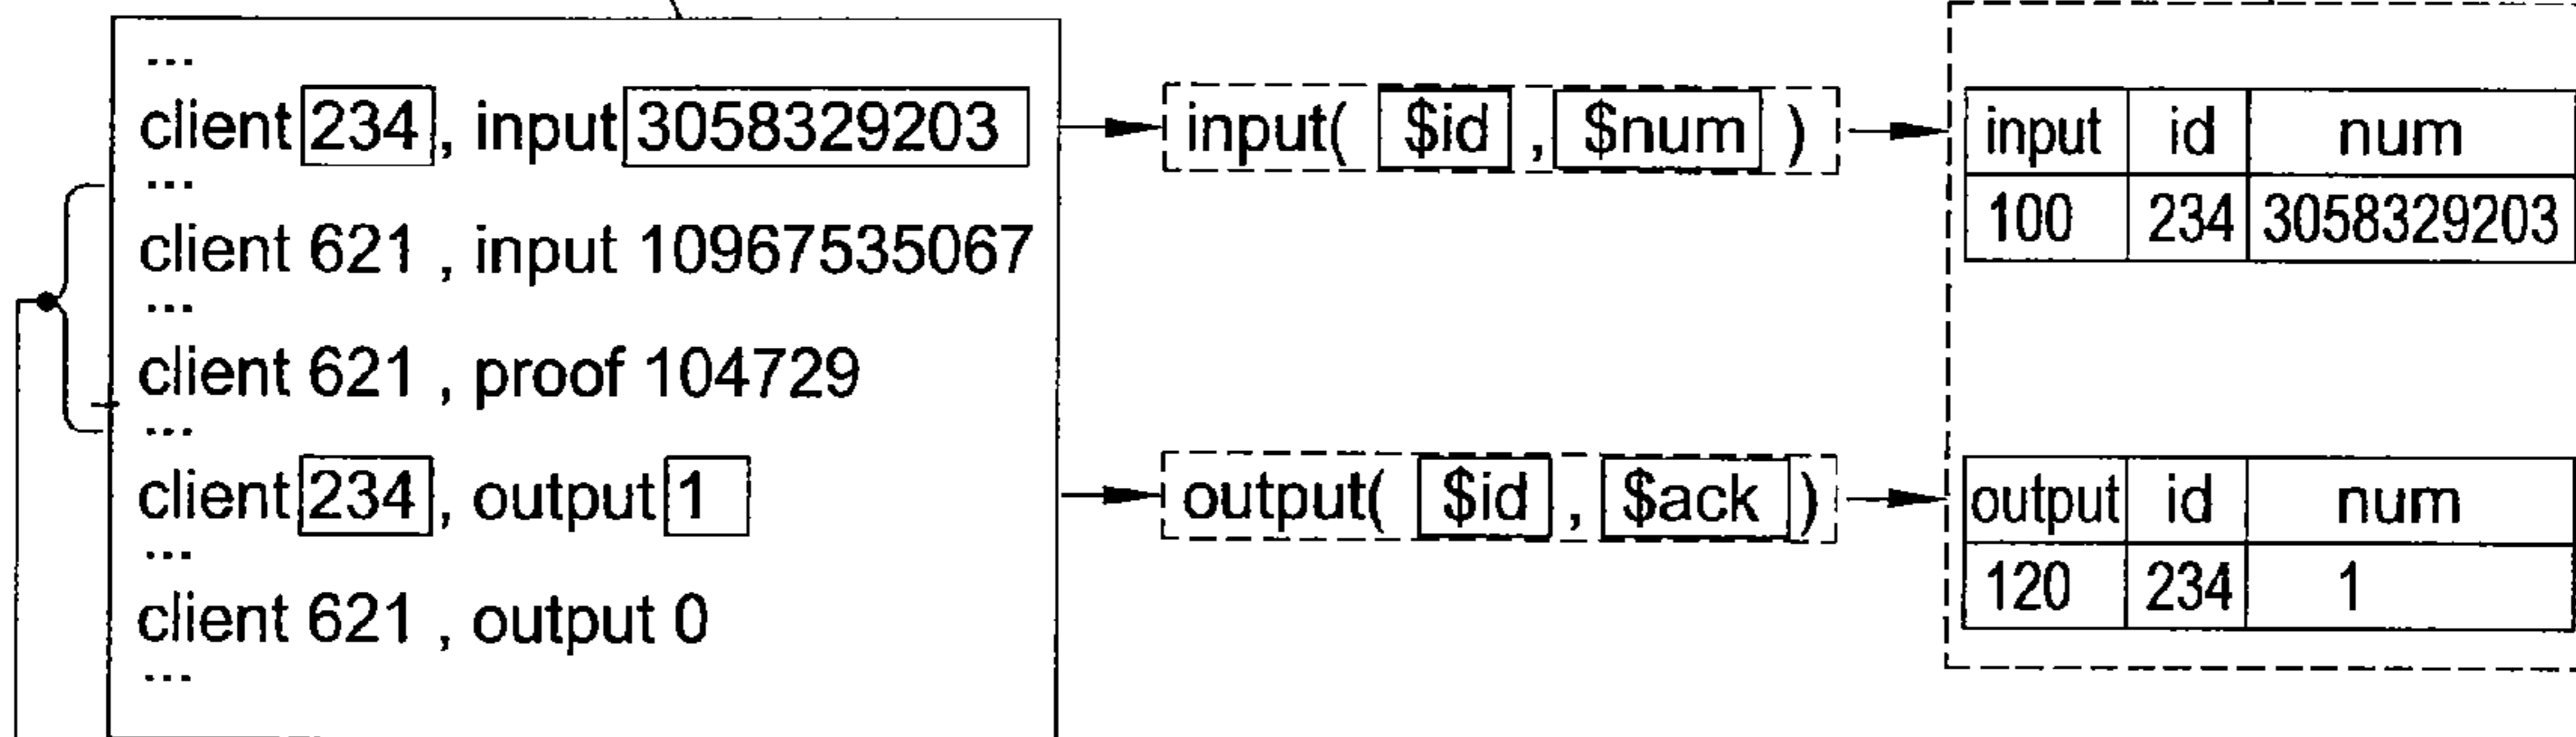 ...
client 234 , input 3058329203
...
client 621 , input 10967535067
...
client 621 , proof 104729
...
client 234 , output 1
...
client 621 , output 0
...
input( $id , $num )
output( $id , $ack )
input id num
100 234 3058329203
output id num
120 234 1